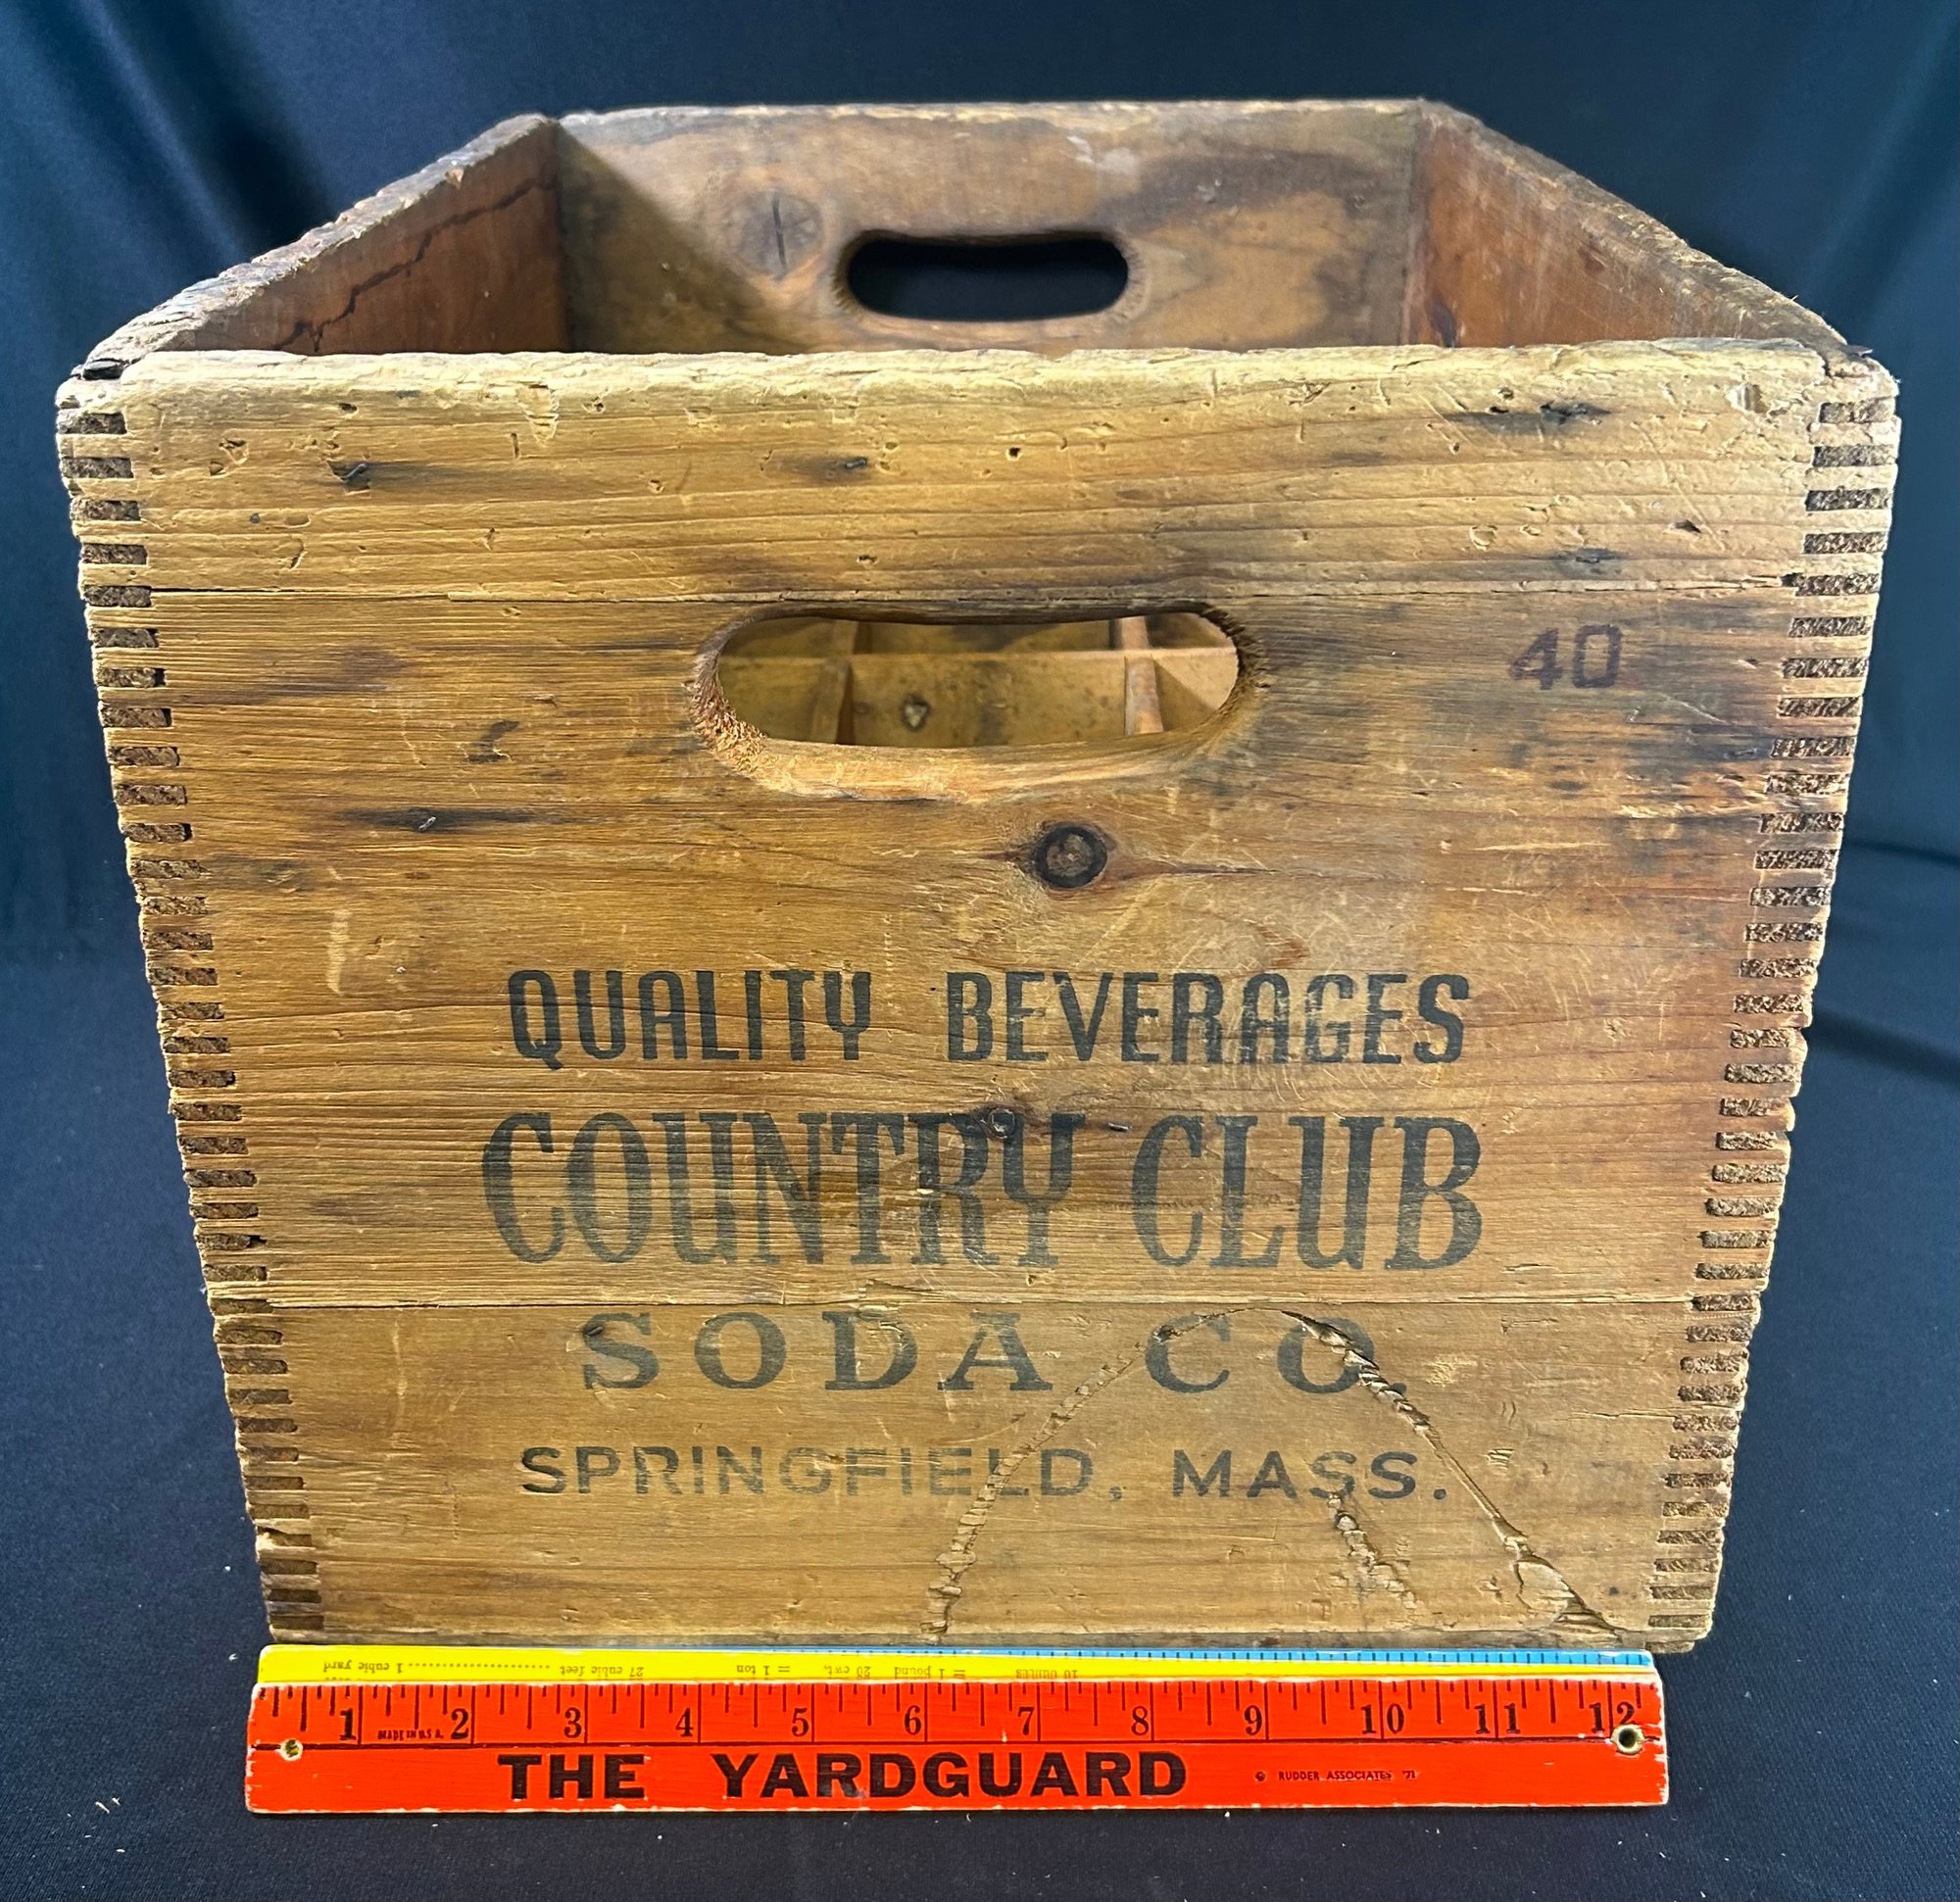 40
QUALITY BEVERAGES
COUNTRY CLUB
SODA CO.
SPRINGFIELD, MASS.
1 cubic yard .......................... 27 cubic feet 1 ton = 20 cwt. 1 pound = 16 ounces
1 2 3 4 5 6 7 8 9 10 11 12
MADE IN U.S.A.
THE YARDGUARD © RUDDER ASSOCIATES '71